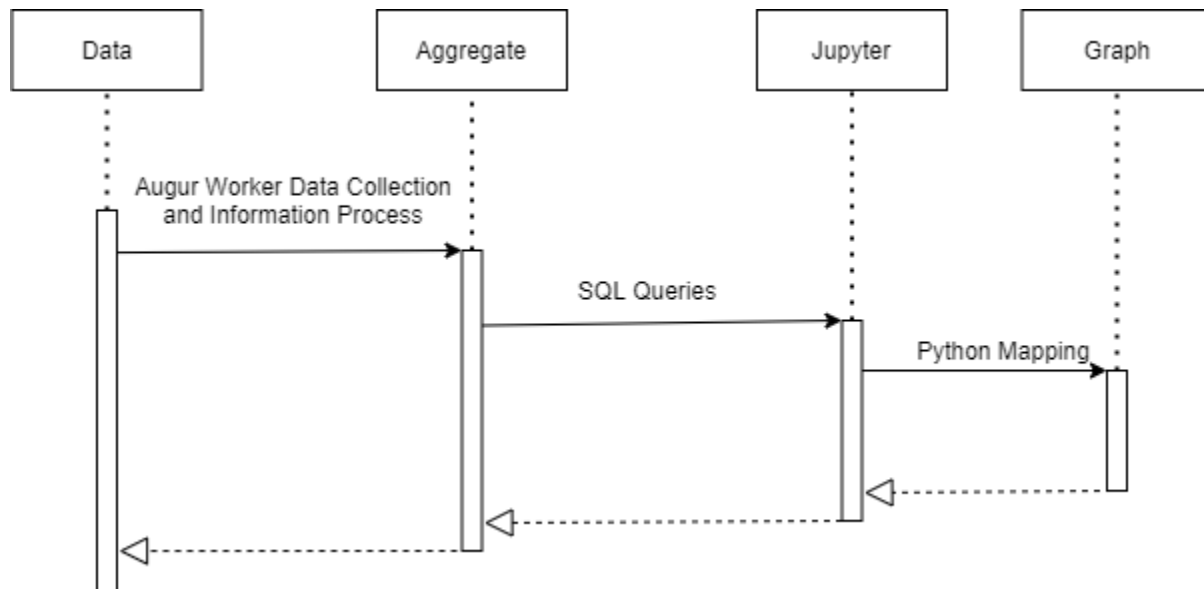 Data
Aggregate
Jupyter
Graph
Augur Worker Data Collection
and Information Process
SQL Queries
Python Mapping